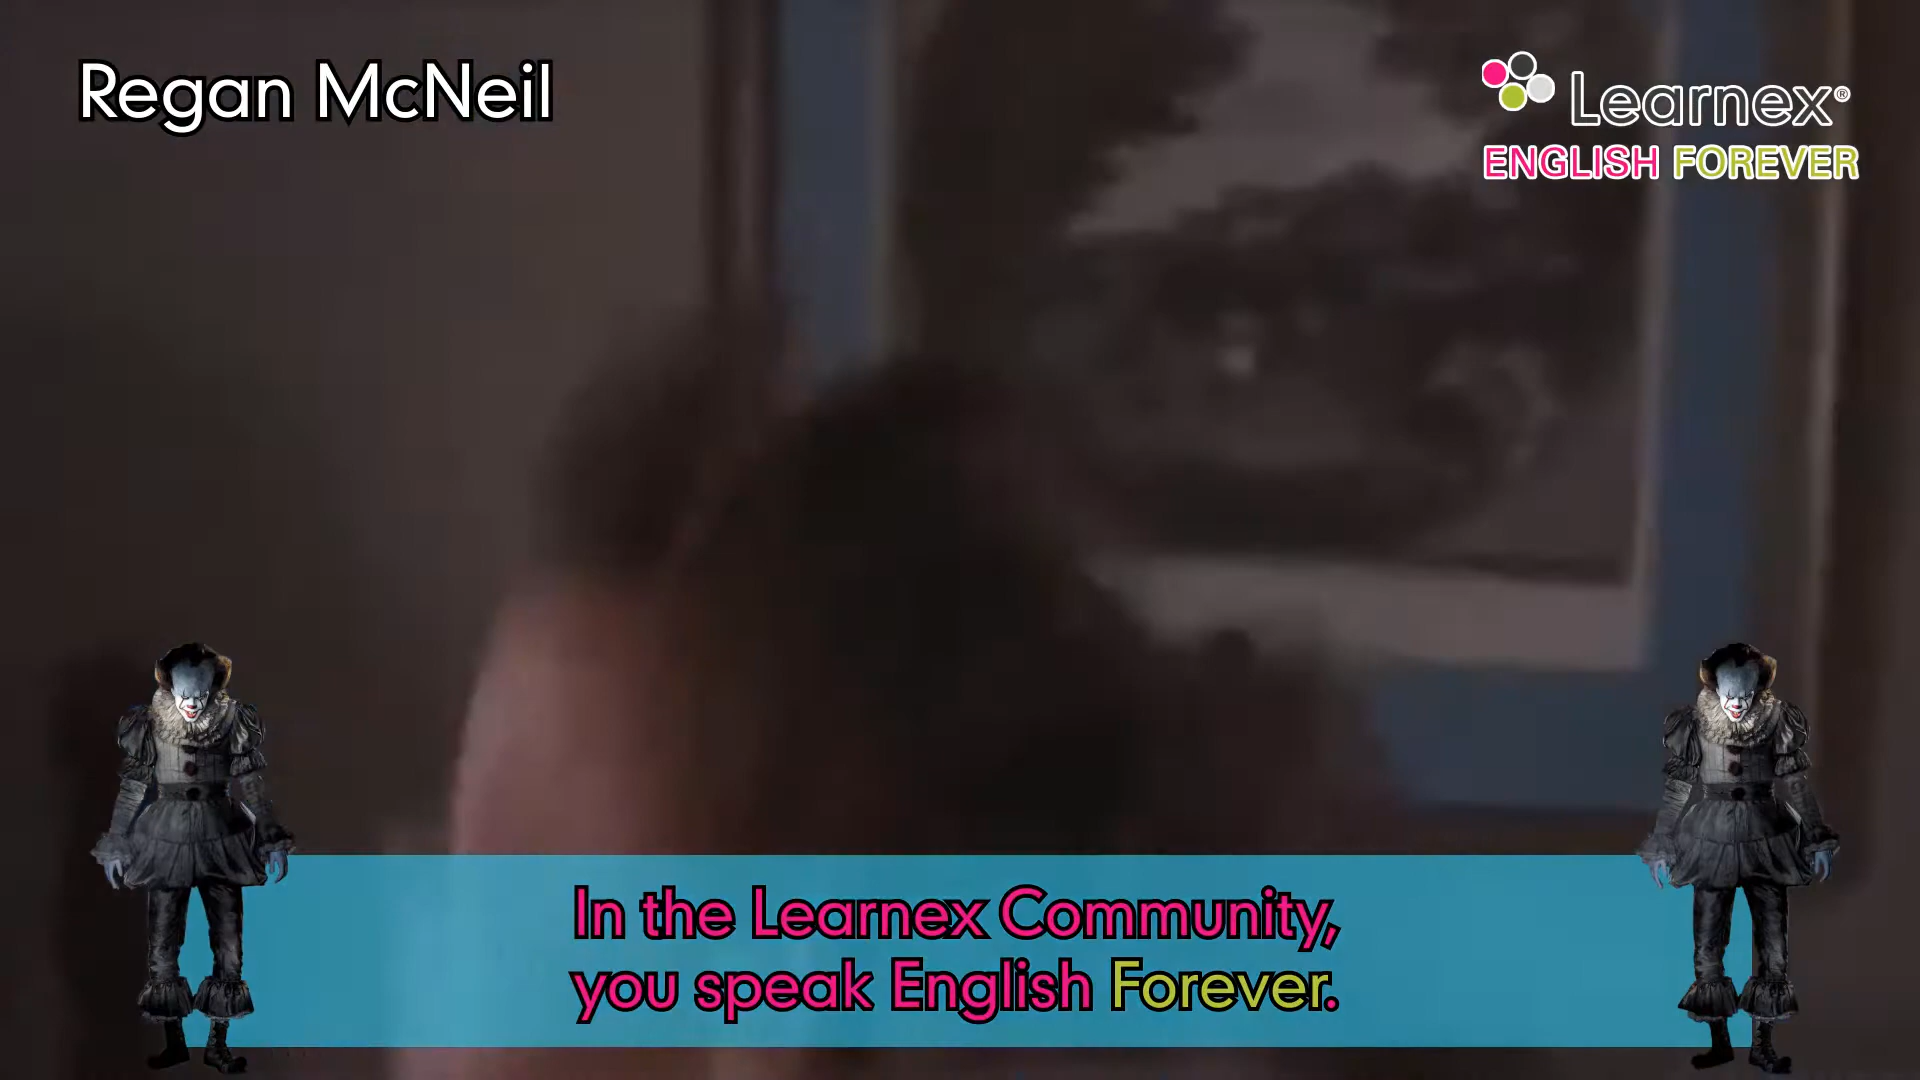 Regan McNeil
Learnex®
ENGLISH FOREVER
In the Learnex Community,
you speak English Forever.